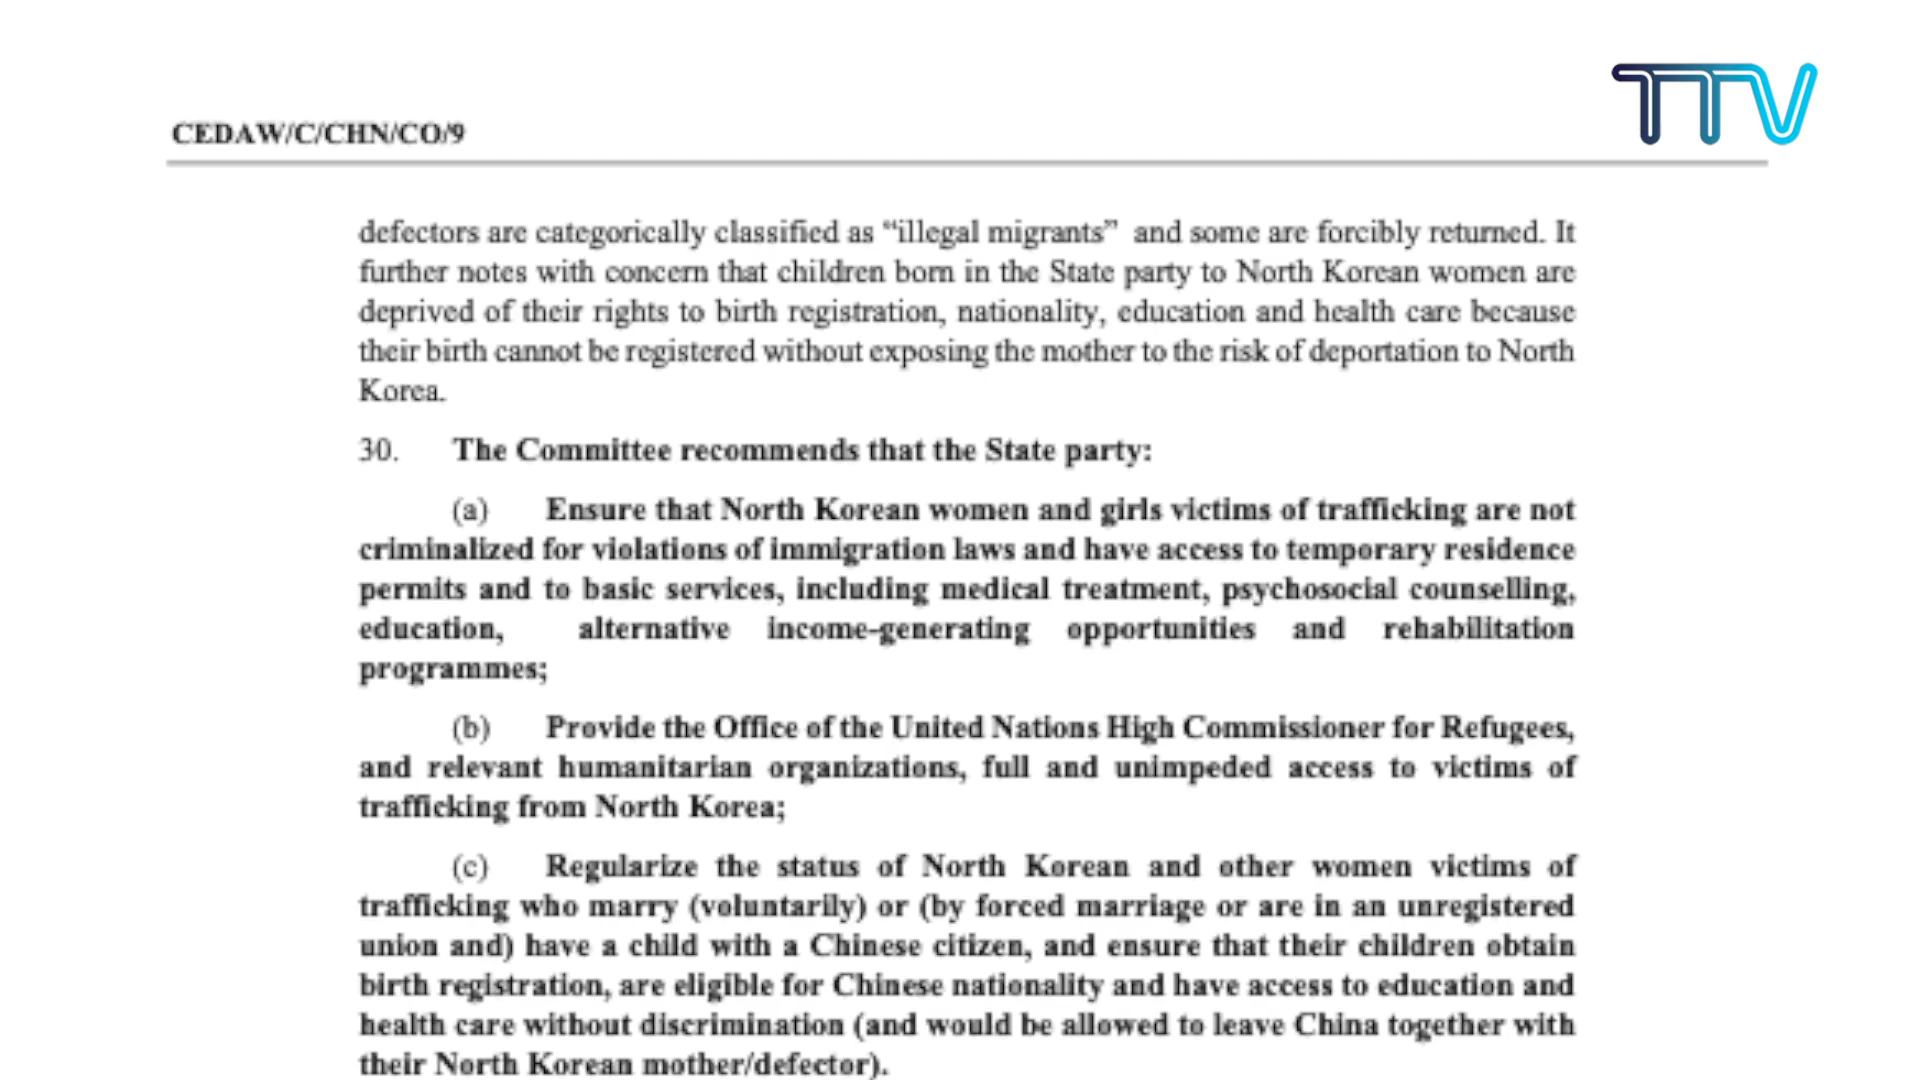 TTV
CEDAW/C/CHN/CO/9
defectors are categorically classified as “illegal migrants” and some are forcibly returned. It
further notes with concern that children born in the State party to North Korean women are
deprived of their rights to birth registration, nationality, education and health care because
their birth cannot be registered without exposing the mother to the risk of deportation to North
Korea.
30. The Committee recommends that the State party:
(a) Ensure that North Korean women and girls victims of trafficking are not
criminalized for violations of immigration laws and have access to temporary residence
permits and to basic services, including medical treatment, psychosocial counselling,
education, alternative income-generating opportunities and rehabilitation
programmes;
(b) Provide the Office of the United Nations High Commissioner for Refugees,
and relevant humanitarian organizations, full and unimpeded access to victims of
trafficking from North Korea;
(c) Regularize the status of North Korean and other women victims of
trafficking who marry (voluntarily) or (by forced marriage or are in an unregistered
union and) have a child with a Chinese citizen, and ensure that their children obtain
birth registration, are eligible for Chinese nationality and have access to education and
health care without discrimination (and would be allowed to leave China together with
their North Korean mother/defector).